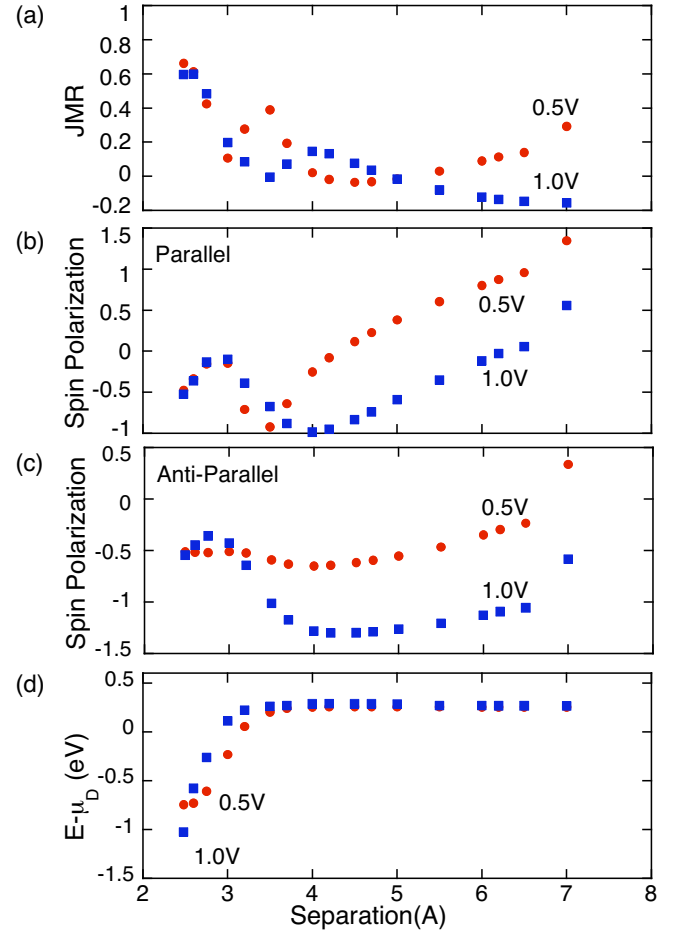 (a)
1
0.8
0.6
0.4
0.2
0
-0.2
JMR
0.5V
1.0V
(b)
1.5
1
0.5
0
-0.5
-1
Spin Polarization
Parallel
0.5V
1.0V
(c)
0.5
0
-0.5
-1
-1.5
Spin Polarization
Anti-Parallel
0.5V
1.0V
(d)
0.5
0
-0.5
-1
-1.5
E-μD (eV)
0.5V
1.0V
2 3 4 5 6 7 8
Separation(A)